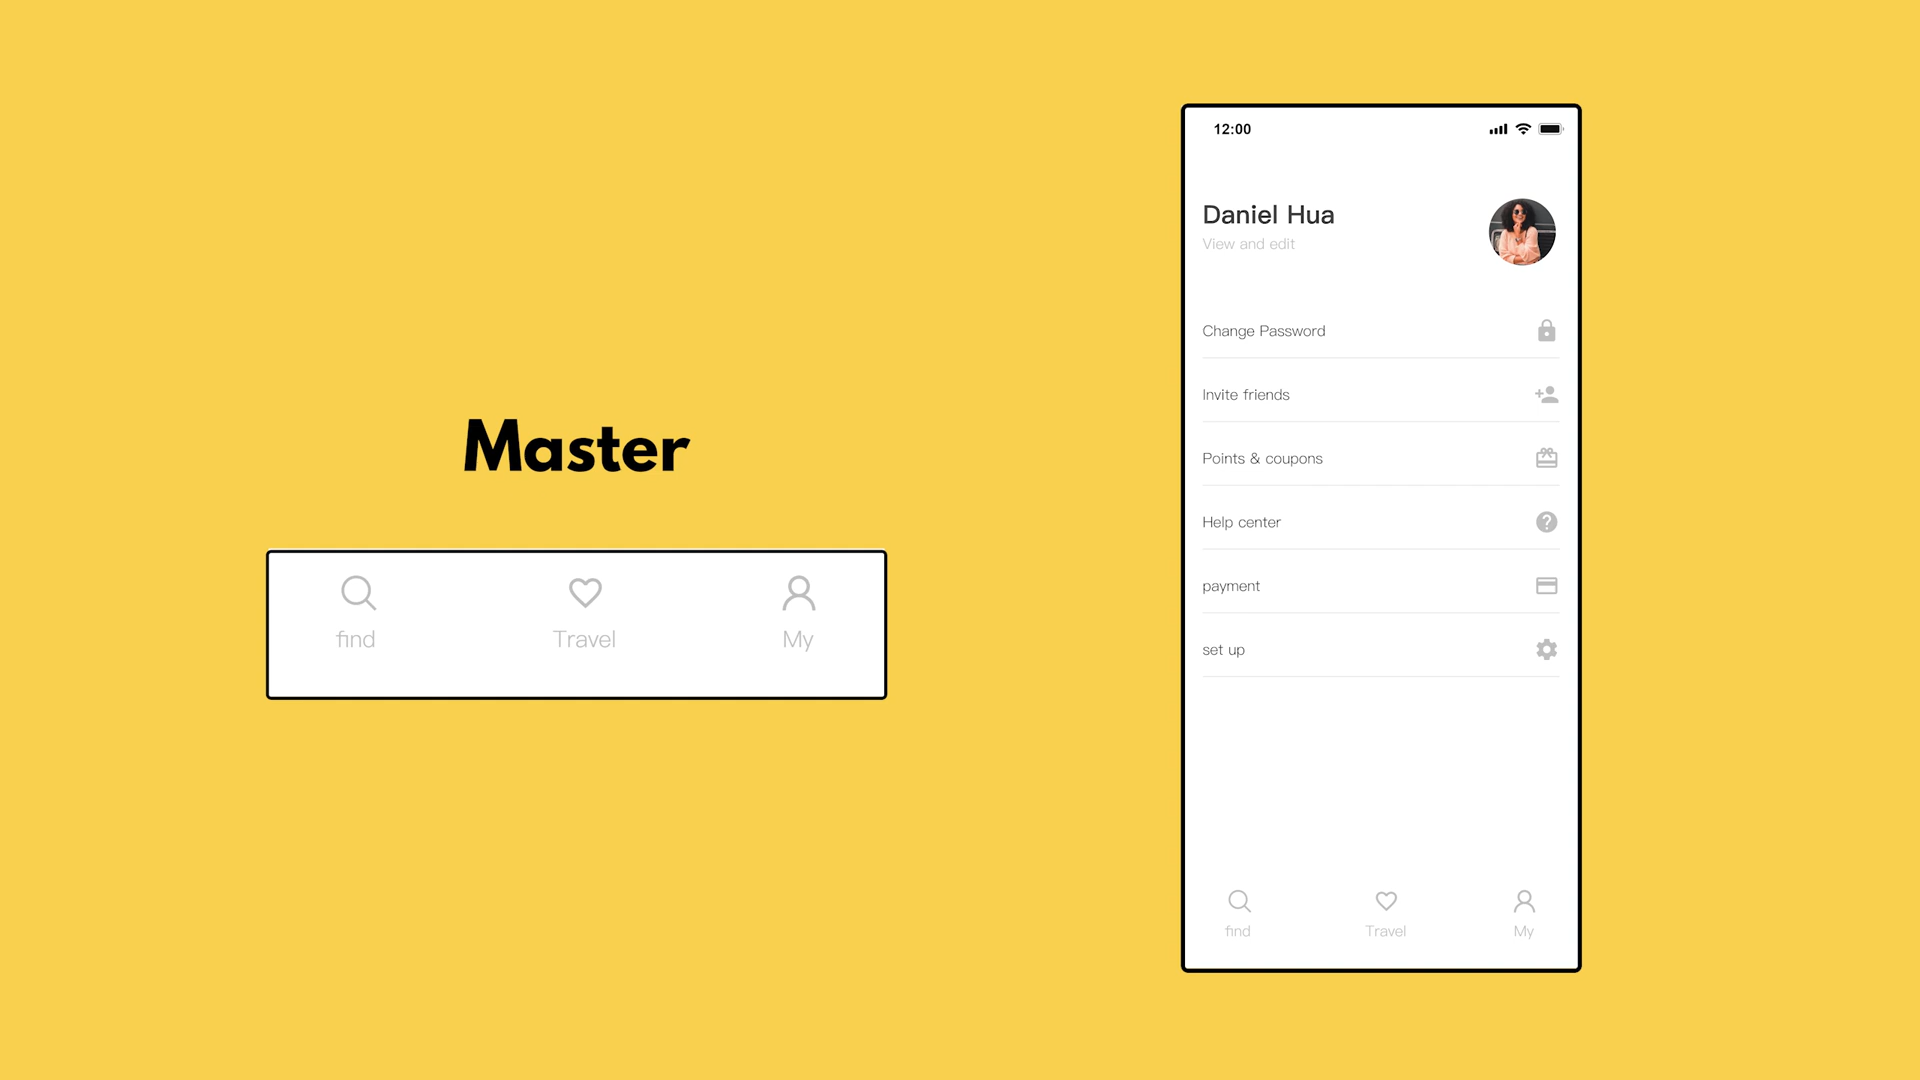 Master
find
Travel
My
12:00
Daniel Hua
View and edit
Change Password
Invite friends
Points & coupons
Help center
payment
set up
find
Travel
My